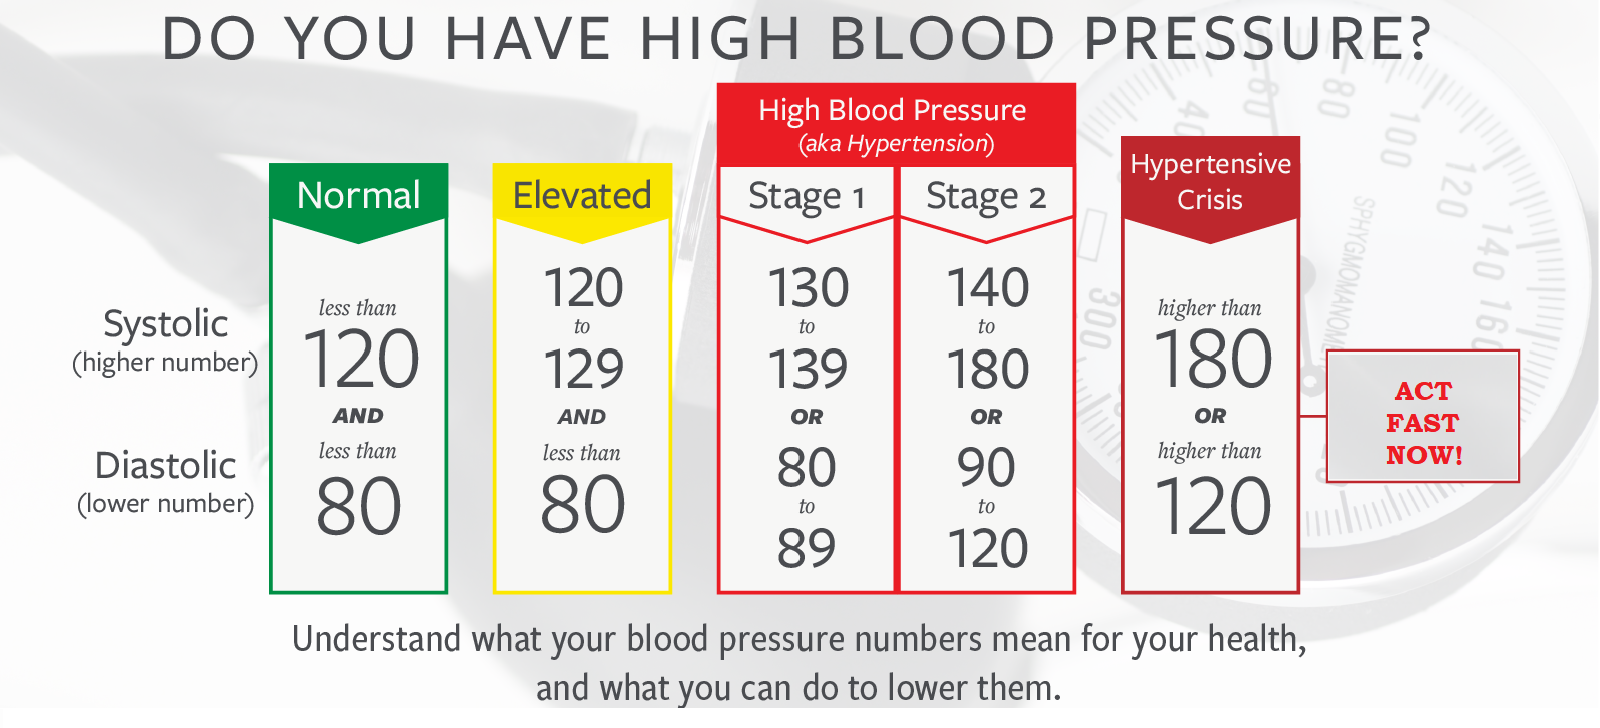 DO YOU HAVE HIGH BLOOD PRESSURE?
High Blood Pressure
(aka Hypertension)
Normal
Elevated
Stage 1
Stage 2
Hypertensive
Crisis
Systolic
(higher number)
Diastolic
(lower number)
less than
120
AND
less than
80
120
to
129
AND
less than
80
130
to
139
OR
80
to
89
140
to
180
OR
90
to
120
higher than
180
OR
higher than
120
ACT
FAST
NOW!
40
60
80
100
120
140
160
300
Understand what your blood pressure numbers mean for your health,
and what you can do to lower them.